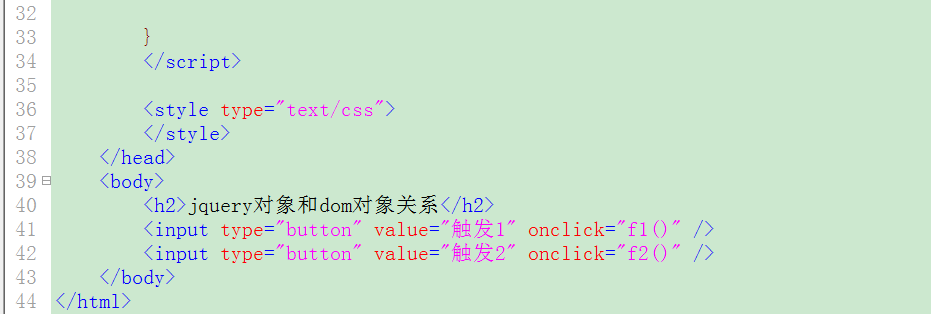 32
33 }
34 </script>
35
36 <style type="text/css">
37 </style>
38 </head>
39 <body>
40 <h2>jquery对象和dom对象关系</h2>
41 <input type="button" value="触发1" onclick="f1()" />
42 <input type="button" value="触发2" onclick="f2()" />
43 </body>
44 </html>